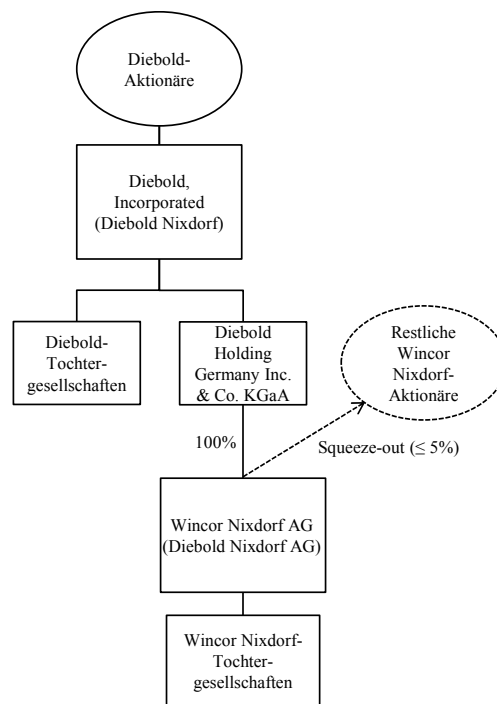 Diebold-
Aktionäre
Diebold,
Incorporated
(Diebold Nixdorf)
Diebold-
Tochter-
gesellschaften
Diebold
Holding
Germany Inc.
& Co. KGaA
Restliche
Wincor
Nixdorf-
Aktionäre
100%
Squeeze-out (≤ 5%)
Wincor Nixdorf AG
(Diebold Nixdorf AG)
Wincor Nixdorf-
Tochter-
gesellschaften